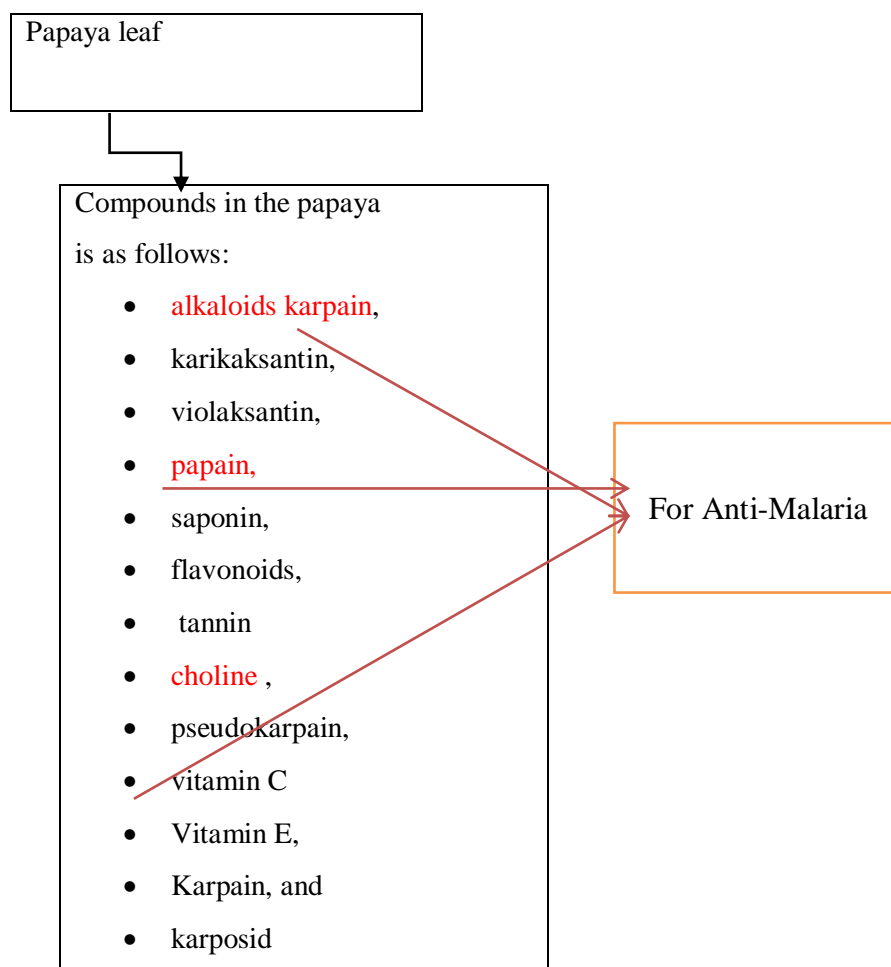 Papaya leaf
Compounds in the papaya
is as follows:
• alkaloids karpain,
• karikaksantin,
• violaksantin,
• papain,
• saponin,
• flavonoids,
• tannin
• choline ,
• pseudokarpain,
• vitamin C
• Vitamin E,
• Karpain, and
• karposid
For Anti-Malaria